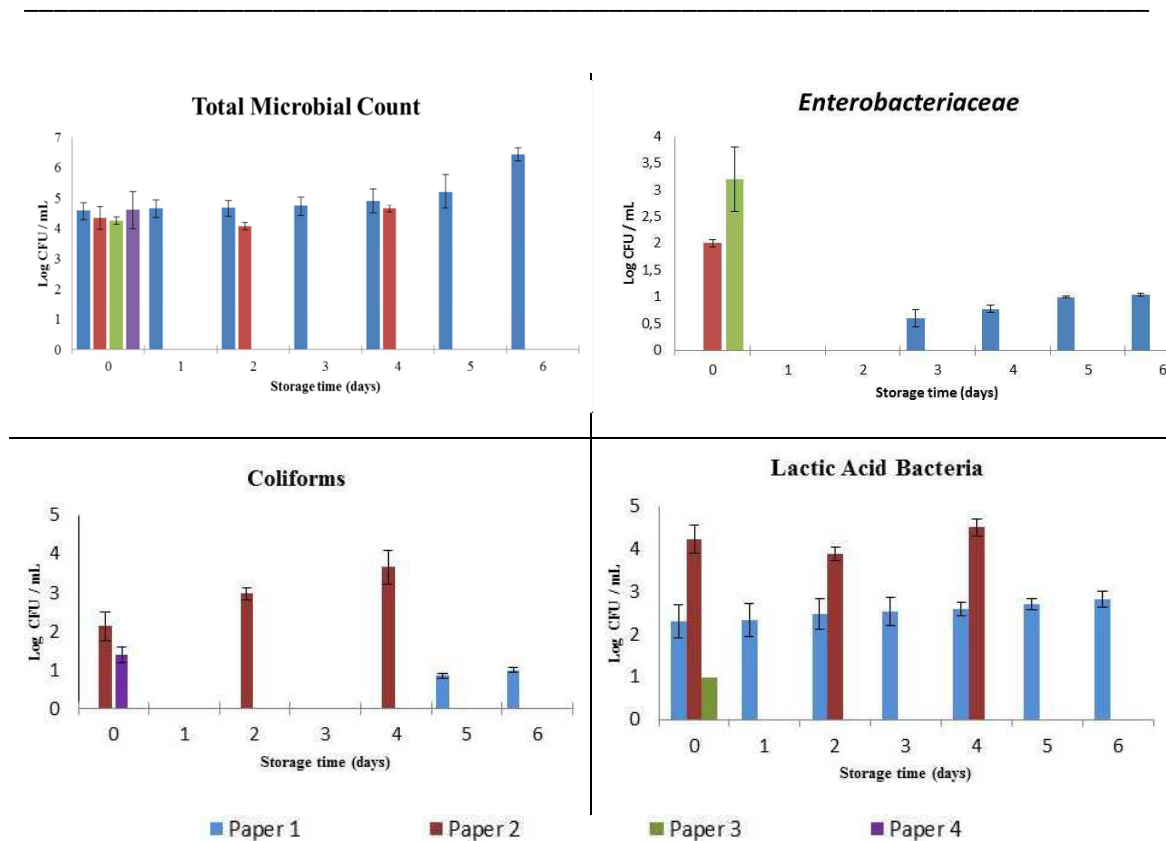 Total Microbial Count
Log CFU / mL
7
6
5
4
3
2
1
0
0 1 2 3 4 5 6
Storage time (days)
Enterobacteriaceae
Log CFU / mL
4
3,5
3
2,5
2
1,5
1
0,5
0
0 1 2 3 4 5 6
Storage time (days)
Coliforms
Log CFU / mL
5
4
3
2
1
0
0 1 2 3 4 5 6
Storage time (days)
Lactic Acid Bacteria
Log CFU / mL
5
4
3
2
1
0
0 1 2 3 4 5 6
Storage time (days)
Paper 1 Paper 2 Paper 3 Paper 4